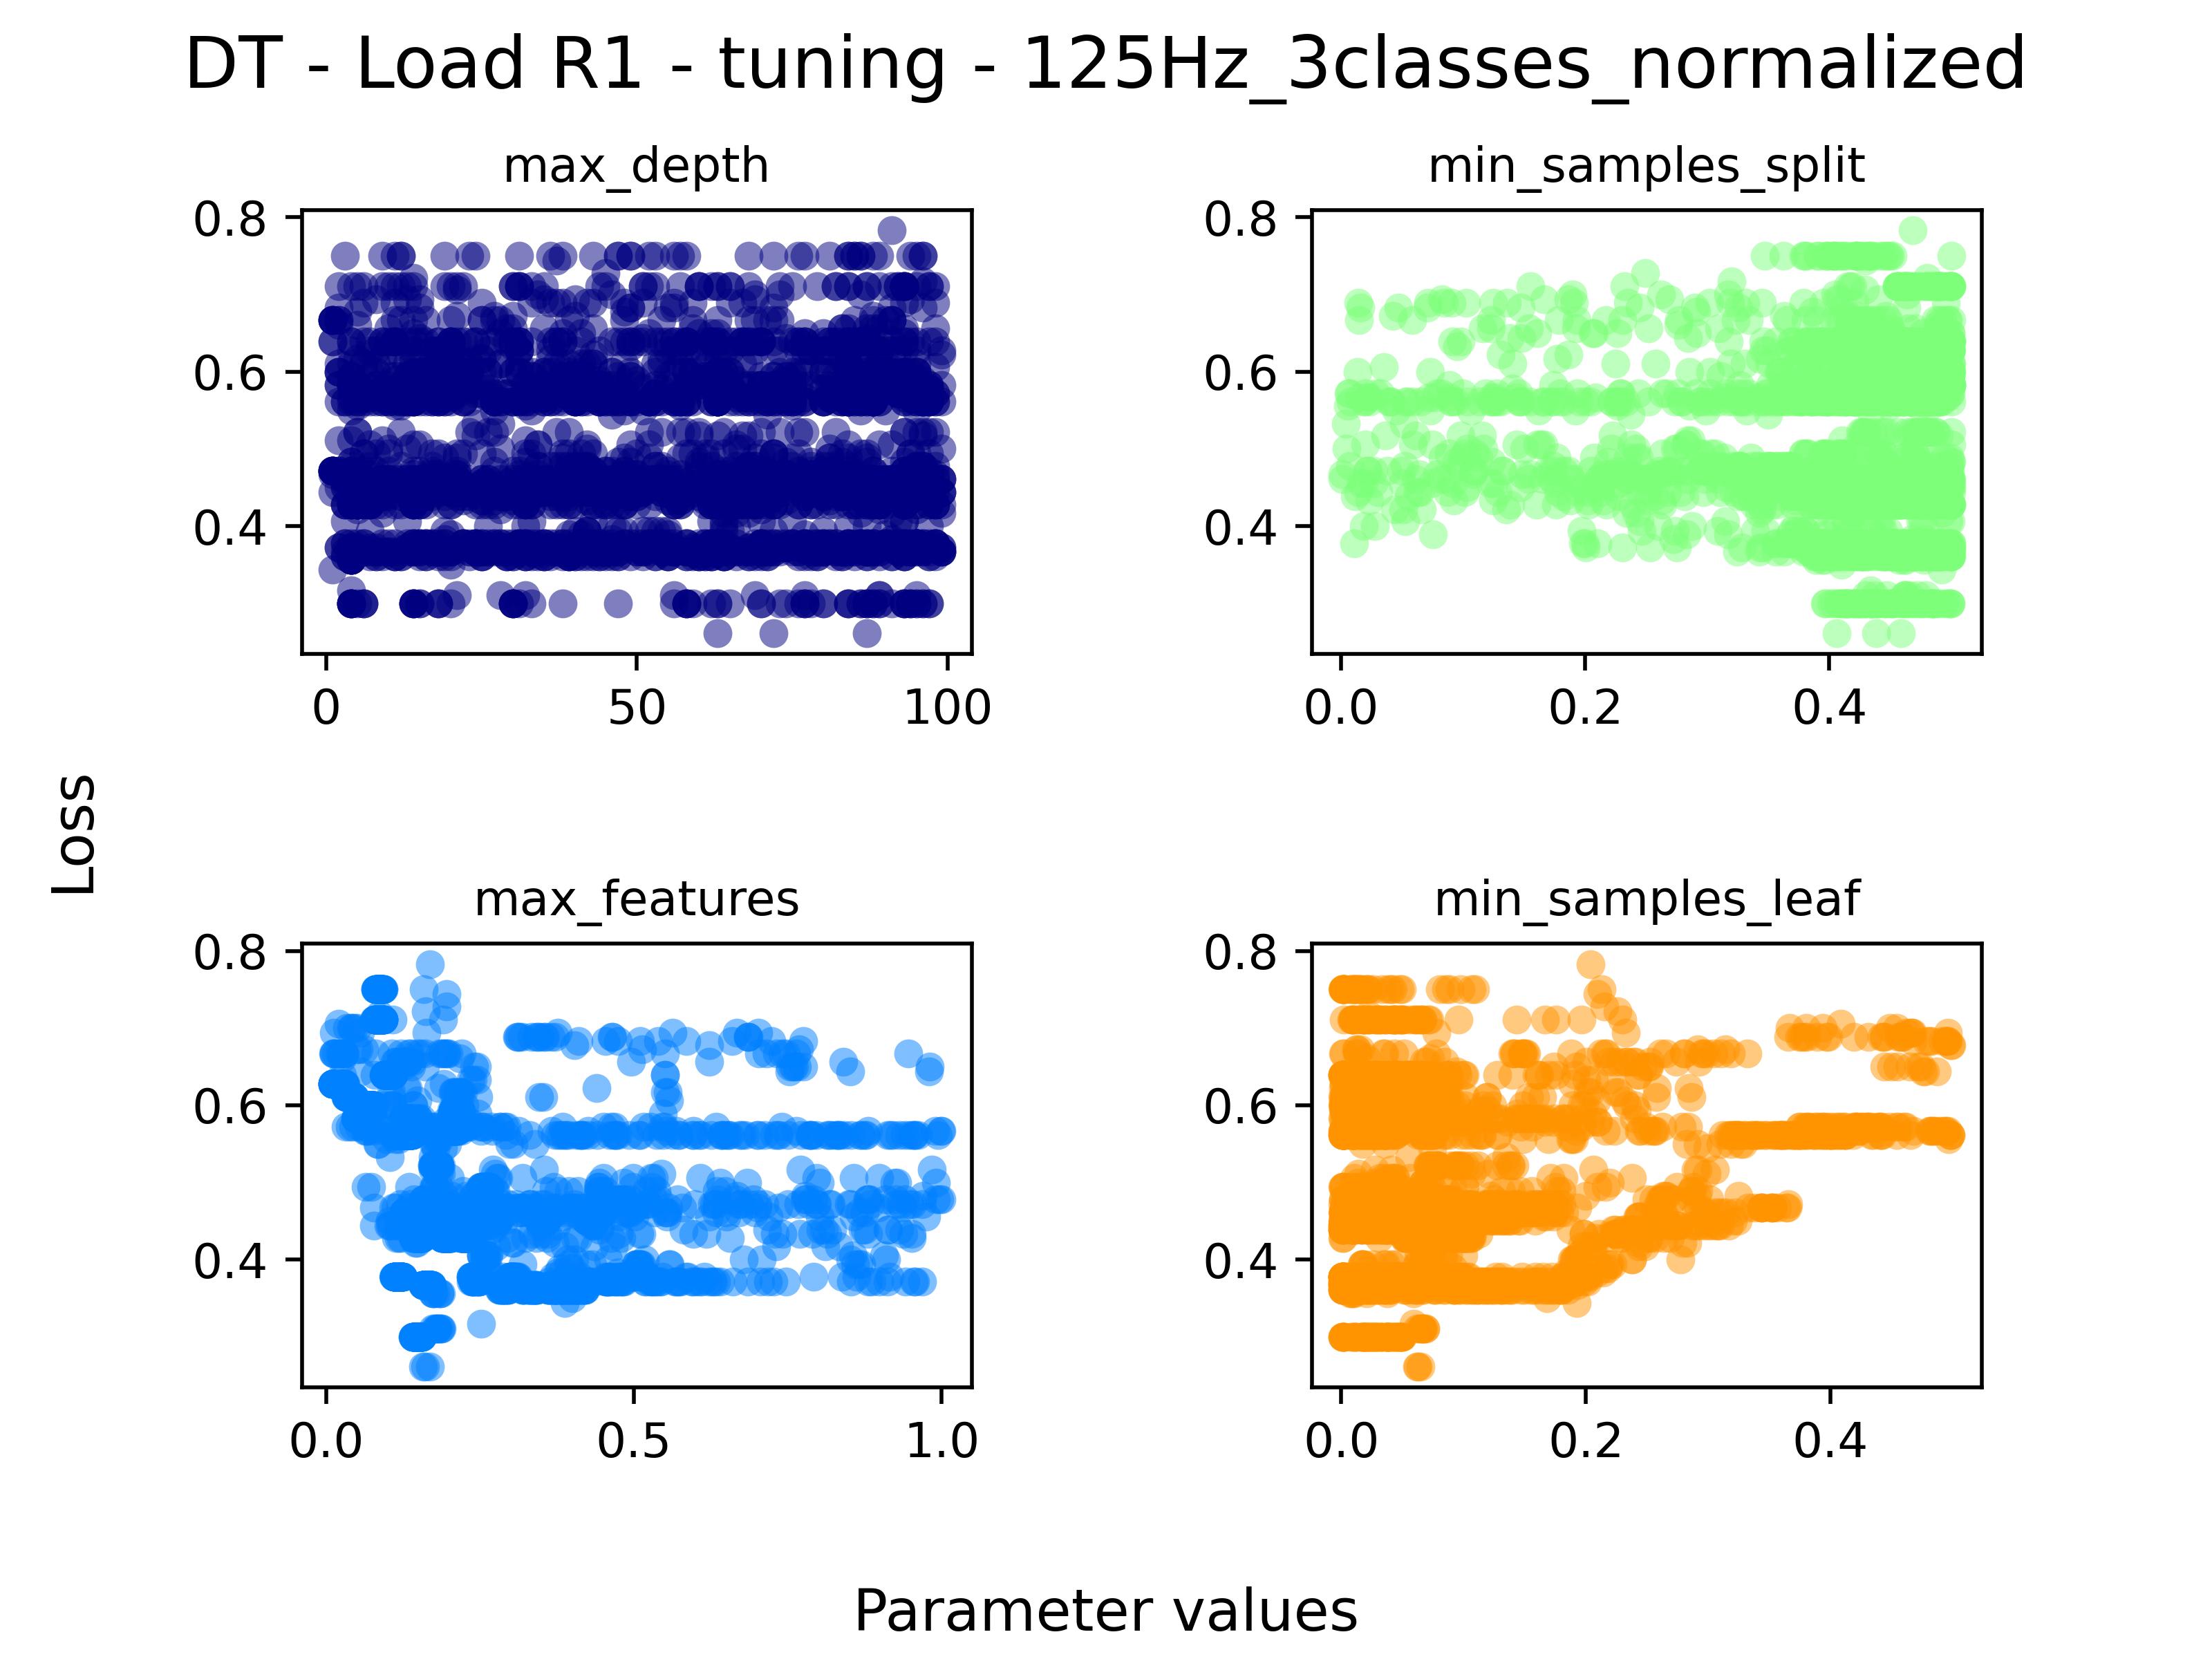 DT - Load R1 - tuning - 125Hz_3classes_normalized
max_depth
0.8
0.6
0.4
0 50 100
min_samples_split
0.8
0.6
0.4
0.0 0.2 0.4
Loss
max_features
0.8
0.6
0.4
0.0 0.5 1.0
min_samples_leaf
0.8
0.6
0.4
0.0 0.2 0.4
Parameter values